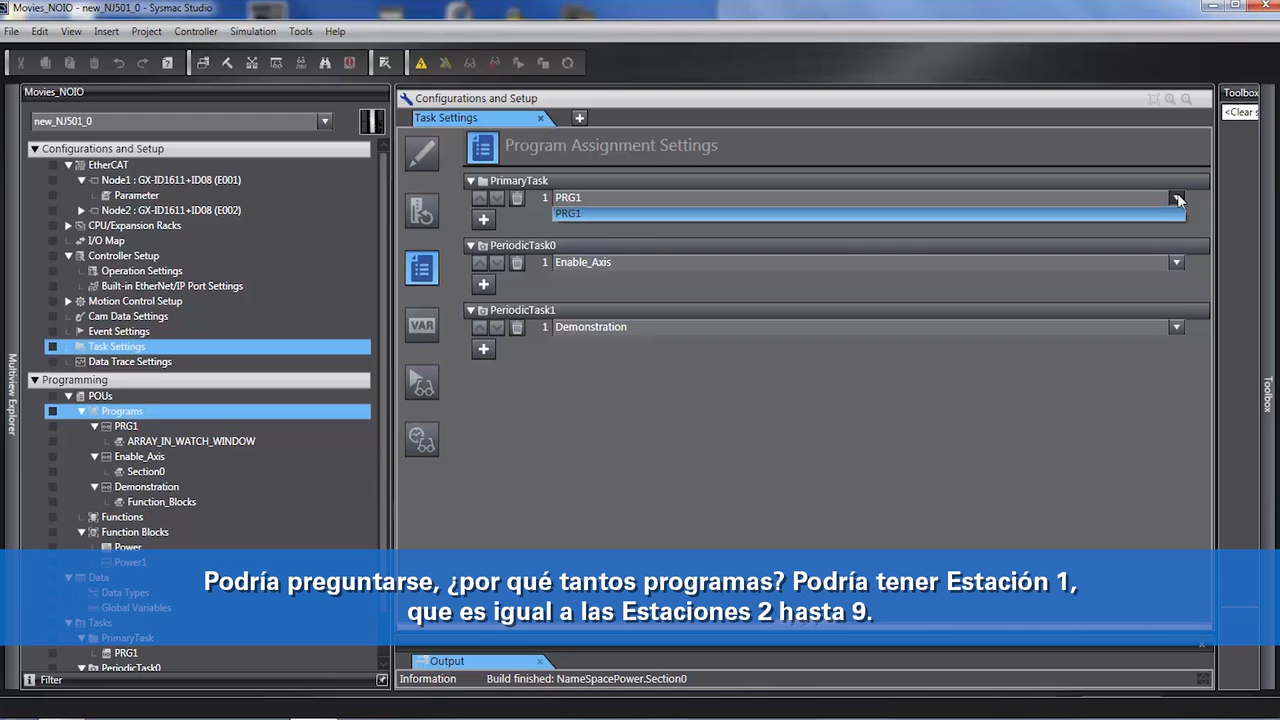 Movies_NOIO - new_NJ501_0 - Sysmac Studio
File Edit View Insert Project Controller Simulation Tools Help
Movies_NOIO
new_NJ501_0
Configurations and Setup
EtherCAT
Node1 : GX-ID1611+ID08 (E001)
Parameter
Node2 : GX-ID1611+ID08 (E002)
CPU/Expansion Racks
I/O Map
Controller Setup
Operation Settings
Built-in EtherNet/IP Port Settings
Motion Control Setup
Cam Data Settings
Event Settings
Task Settings
Data Trace Settings
Programming
POUs
Programs
PRG1
ARRAY_IN_WATCH_WINDOW
Enable_Axis
Section0
Demonstration
Function_Blocks
Functions
Function Blocks
Power
Power1
Data
Data Types
Global Variables
Tasks
PrimaryTask
PRG1
PeriodicTask0
Filter
Multiview Explorer
Configurations and Setup
Task Settings
Program Assignment Settings
PrimaryTask
1 PRG1
PRG1
PeriodicTask0
1 Enable_Axis
PeriodicTask1
1 Demonstration
VAR
Toolbox
<Clear s
Toolbox
Podría preguntarse, ¿por qué tantos programas? Podría tener Estación 1,
que es igual a las Estaciones 2 hasta 9.
Output
Information Build finished: NameSpacePower.Section0